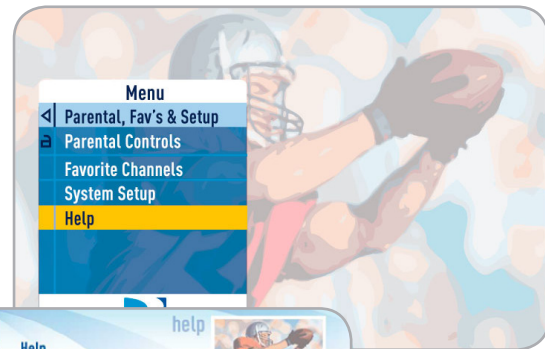 Menu
Parental, Fav's & Setup
Parental Controls
Favorite Channels
System Setup
Help
help
Help